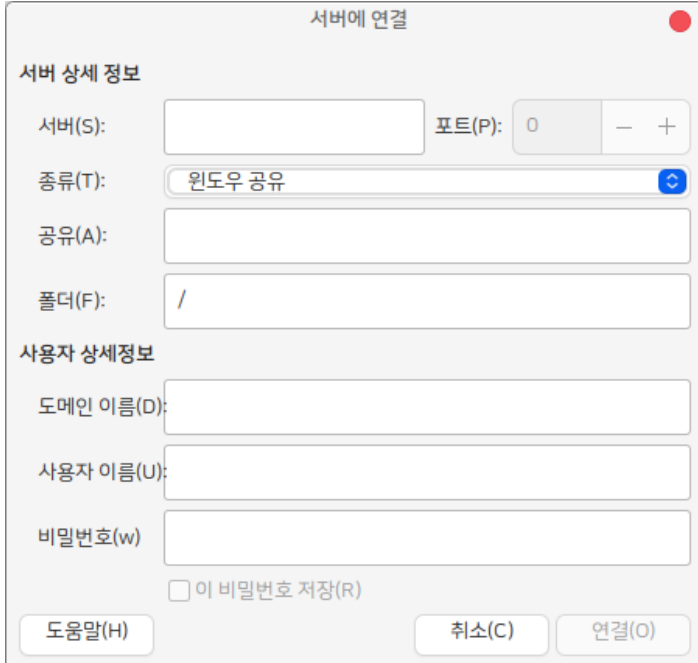 서버에 연결
서버 상세 정보
서버(S): 포트(P): 0 − +
종류(T): 윈도우 공유
공유(A):
폴더(F): /
사용자 상세정보
도메인 이름(D):
사용자 이름(U):
비밀번호(w)
이 비밀번호 저장(R)
도움말(H) 취소(C) 연결(O)